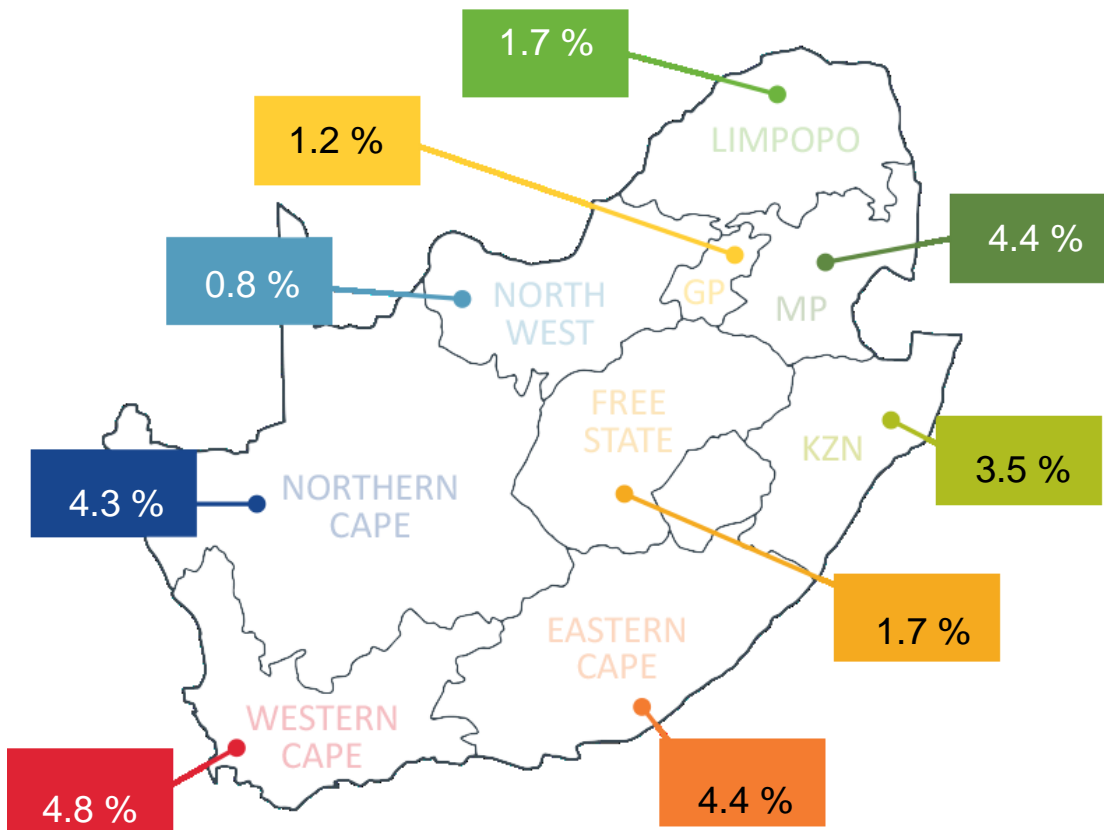 1.7 %
LIMPOPO
1.2 %
4.4 %
0.8 %
NORTH
WEST
GP
MP
FREE
STATE
KZN
3.5 %
4.3 %
NORTHERN
CAPE
1.7 %
EASTERN
CAPE
WESTERN
CAPE
4.8 %
4.4 %